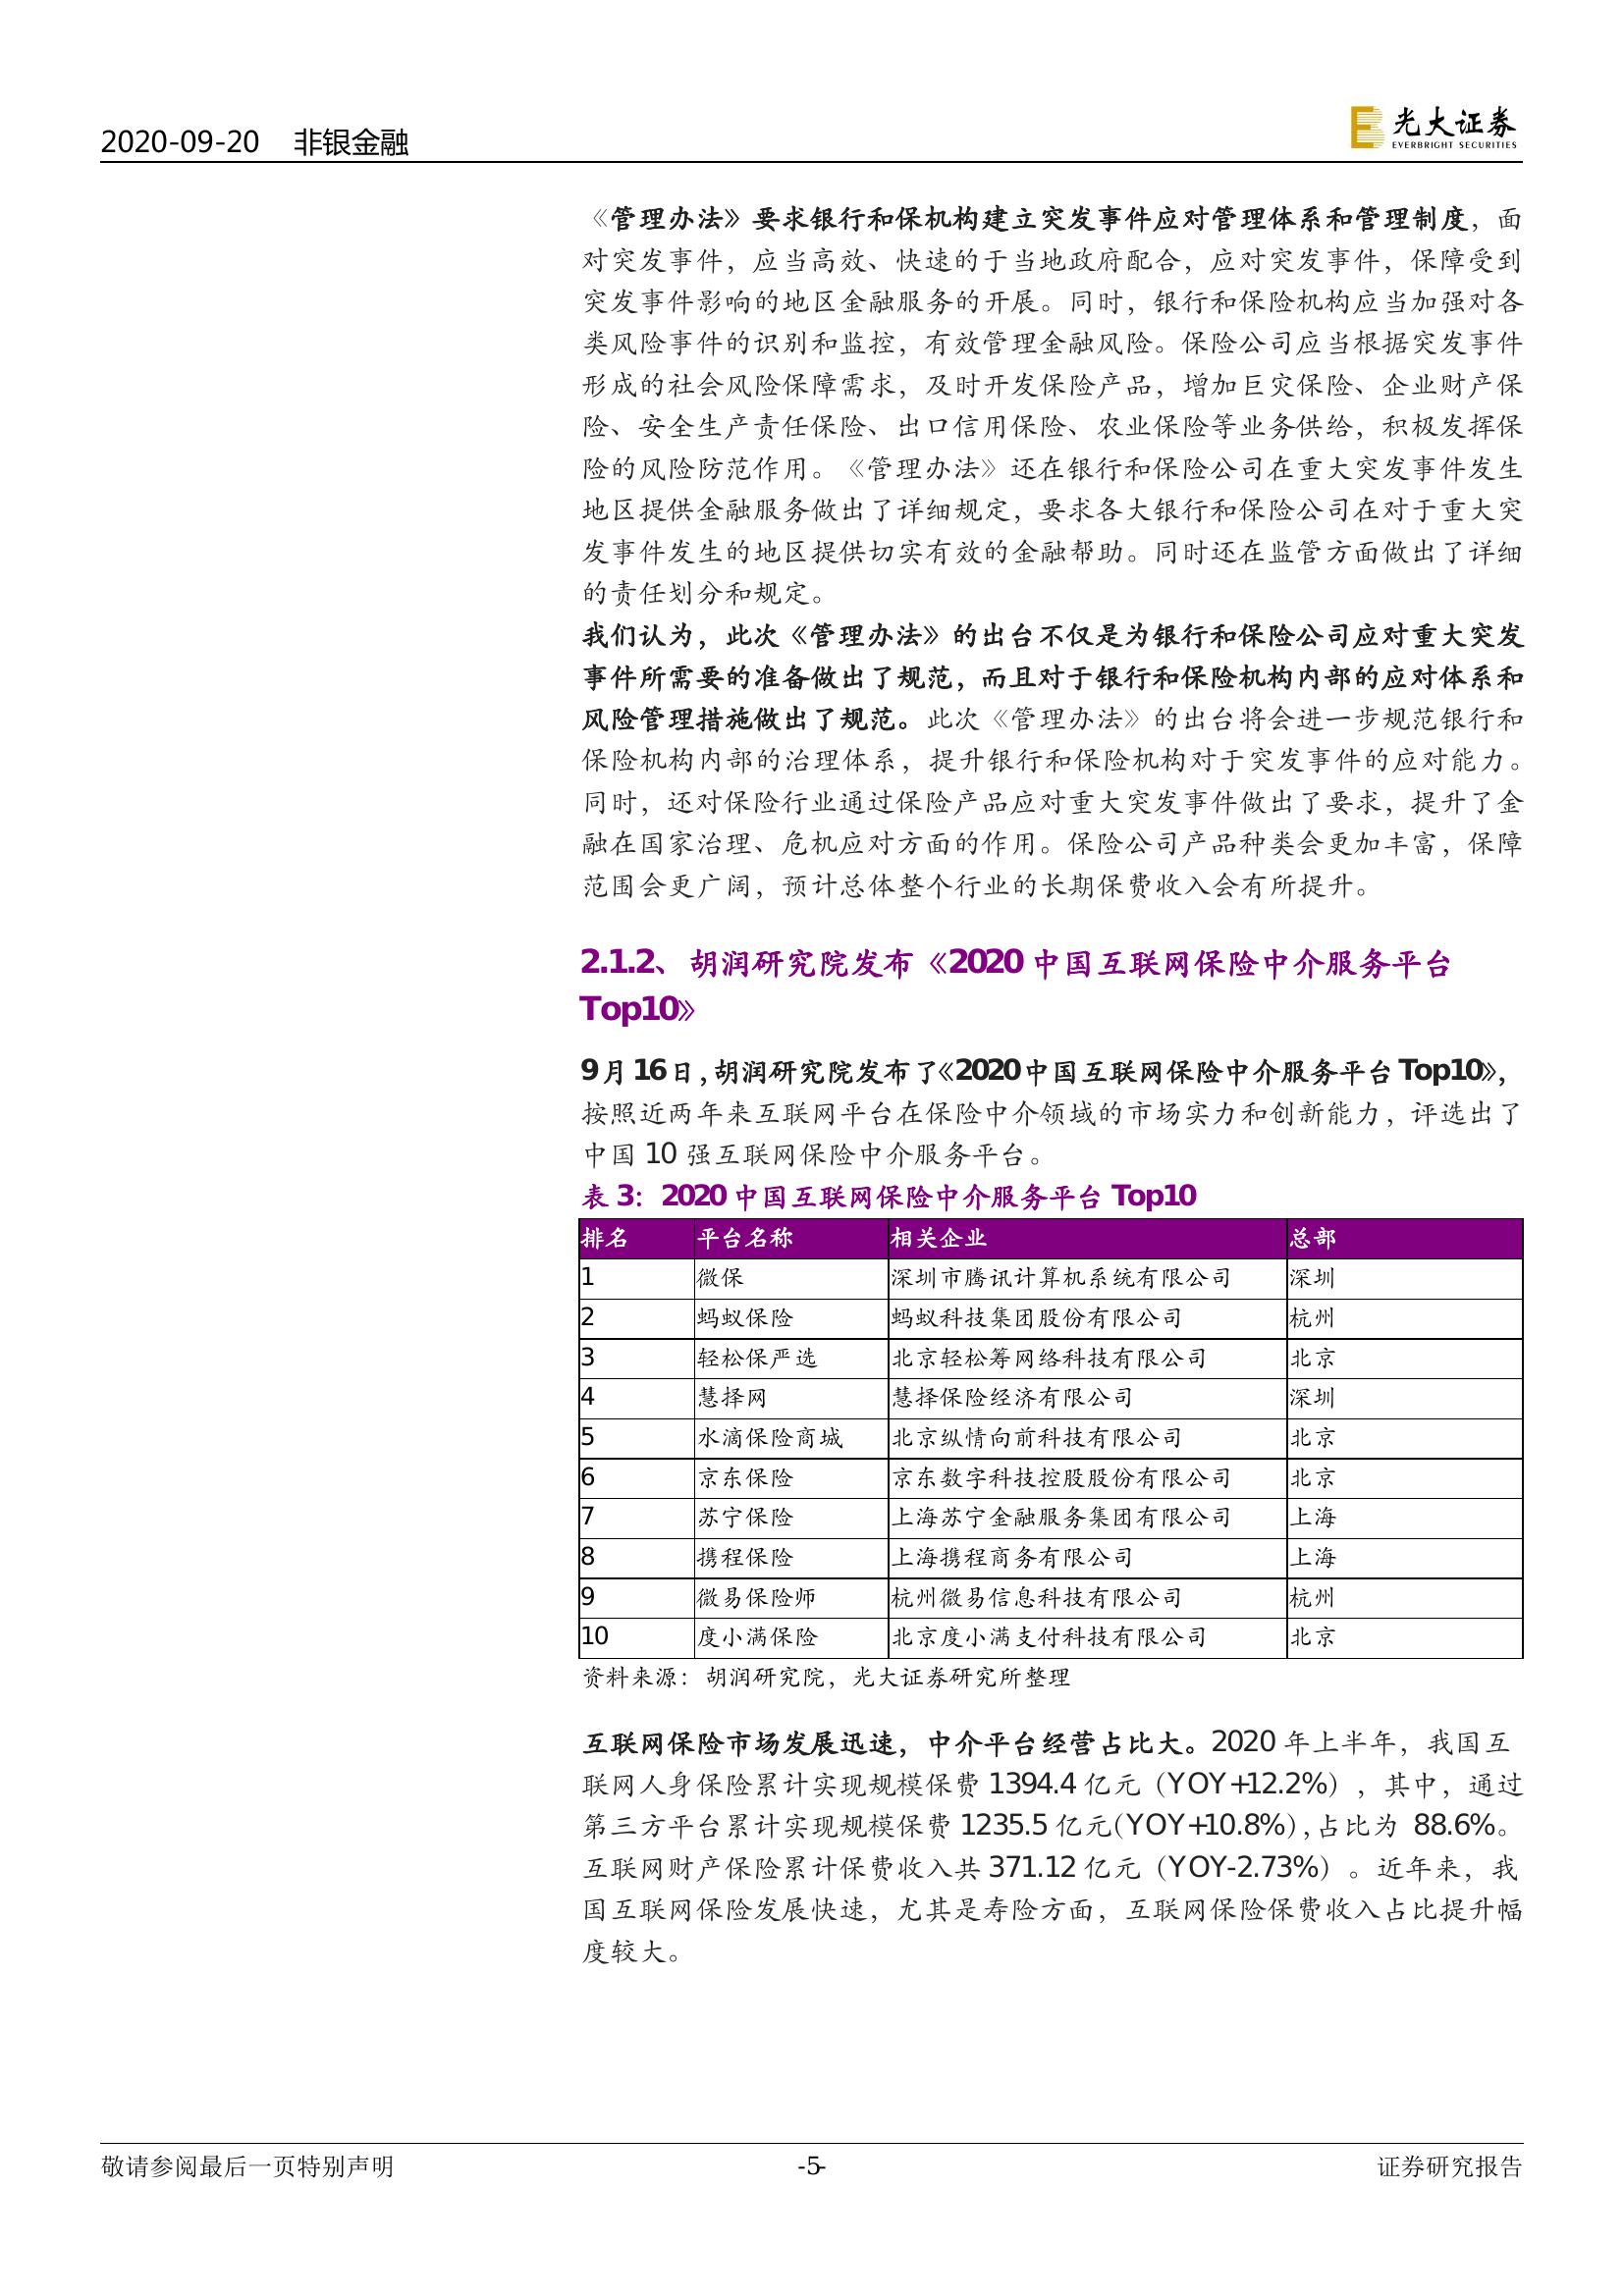 2020-09-20 非银金融
光大证券
EVERBRIGHT SECURITIES
《管理办法》要求银行和保机构建立突发事件应对管理体系和管理制度，面
对突发事件，应当高效、快速的于当地政府配合，应对突发事件，保障受到
突发事件影响的地区金融服务的开展。同时，银行和保险机构应当加强对各
类风险事件的识别和监控，有效管理金融风险。保险公司应当根据突发事件
形成的社会风险保障需求，及时开发保险产品，增加巨灾保险、企业财产保
险、安全生产责任保险、出口信用保险、农业保险等业务供给，积极发挥保
险的风险防范作用。《管理办法》还在银行和保险公司在重大突发事件发生
地区提供金融服务做出了详细规定，要求各大银行和保险公司在对于重大突
发事件发生的地区提供切实有效的金融帮助。同时还在监管方面做出了详细
的责任划分和规定。
我们认为，此次《管理办法》的出台不仅是为银行和保险公司应对重大突发
事件所需要的准备做出了规范，而且对于银行和保险机构内部的应对体系和
风险管理措施做出了规范。此次《管理办法》的出台将会进一步规范银行和
保险机构内部的治理体系，提升银行和保险机构对于突发事件的应对能力。
同时，还对保险行业通过保险产品应对重大突发事件做出了要求，提升了金
融在国家治理、危机应对方面的作用。保险公司产品种类会更加丰富，保障
范围会更广阔，预计总体整个行业的长期保费收入会有所提升。
2.1.2、胡润研究院发布《2020 中国互联网保险中介服务平台
Top10》
9月16日，胡润研究院发布了《2020中国互联网保险中介服务平台Top10》，
按照近两年来互联网平台在保险中介领域的市场实力和创新能力，评选出了
中国 10 强互联网保险中介服务平台。
表 3：2020 中国互联网保险中介服务平台 Top10
排名 平台名称 相关企业 总部
1 微保 深圳市腾讯计算机系统有限公司 深圳
2 蚂蚁保险 蚂蚁科技集团股份有限公司 杭州
3 轻松保严选 北京轻松筹网络科技有限公司 北京
4 慧择网 慧择保险经济有限公司 深圳
5 水滴保险商城 北京纵情向前科技有限公司 北京
6 京东保险 京东数字科技控股股份有限公司 北京
7 苏宁保险 上海苏宁金融服务集团有限公司 上海
8 携程保险 上海携程商务有限公司 上海
9 微易保险师 杭州微易信息科技有限公司 杭州
10 度小满保险 北京度小满支付科技有限公司 北京
资料来源：胡润研究院，光大证券研究所整理
互联网保险市场发展迅速，中介平台经营占比大。2020 年上半年，我国互
联网人身保险累计实现规模保费 1394.4 亿元（YOY+12.2%），其中，通过
第三方平台累计实现规模保费 1235.5 亿元(YOY+10.8%)，占比为 88.6%。
互联网财产保险累计保费收入共 371.12 亿元（YOY-2.73%）。近年来，我
国互联网保险发展快速，尤其是寿险方面，互联网保险保费收入占比提升幅
度较大。
敬请参阅最后一页特别声明 -5- 证券研究报告